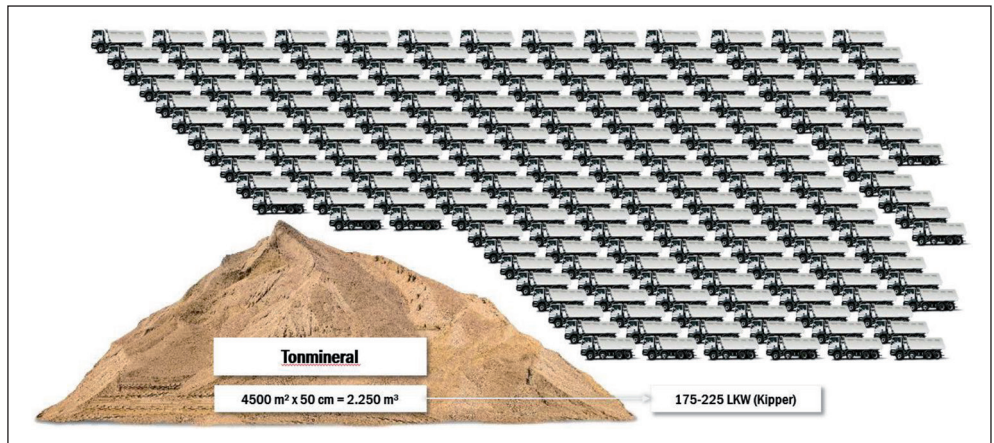 Tonmineral
4500 m² x 50 cm = 2.250 m³
175-225 LKW (Kipper)